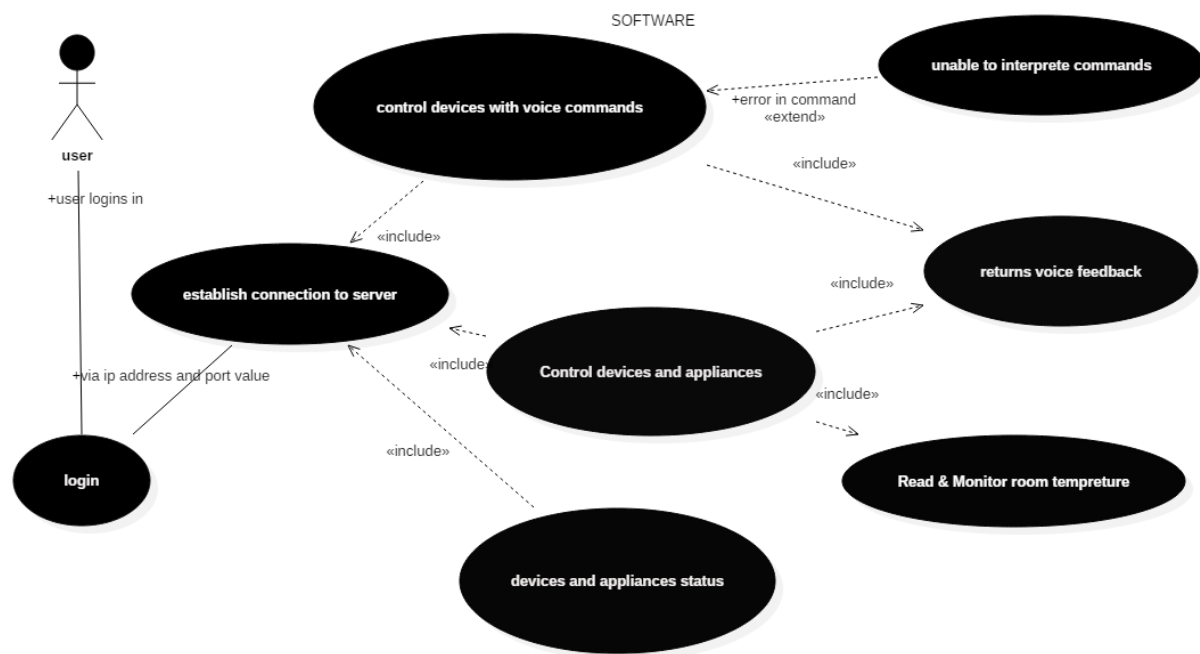 SOFTWARE
unable to interprete commands
control devices with voice commands
+error in command
«extend»
user
«include»
+user logins in
«include»
returns voice feedback
establish connection to server
«include»
«include»
Control devices and appliances
+via ip address and port value
«include»
«include»
login
Read & Monitor room tempreture
devices and appliances status